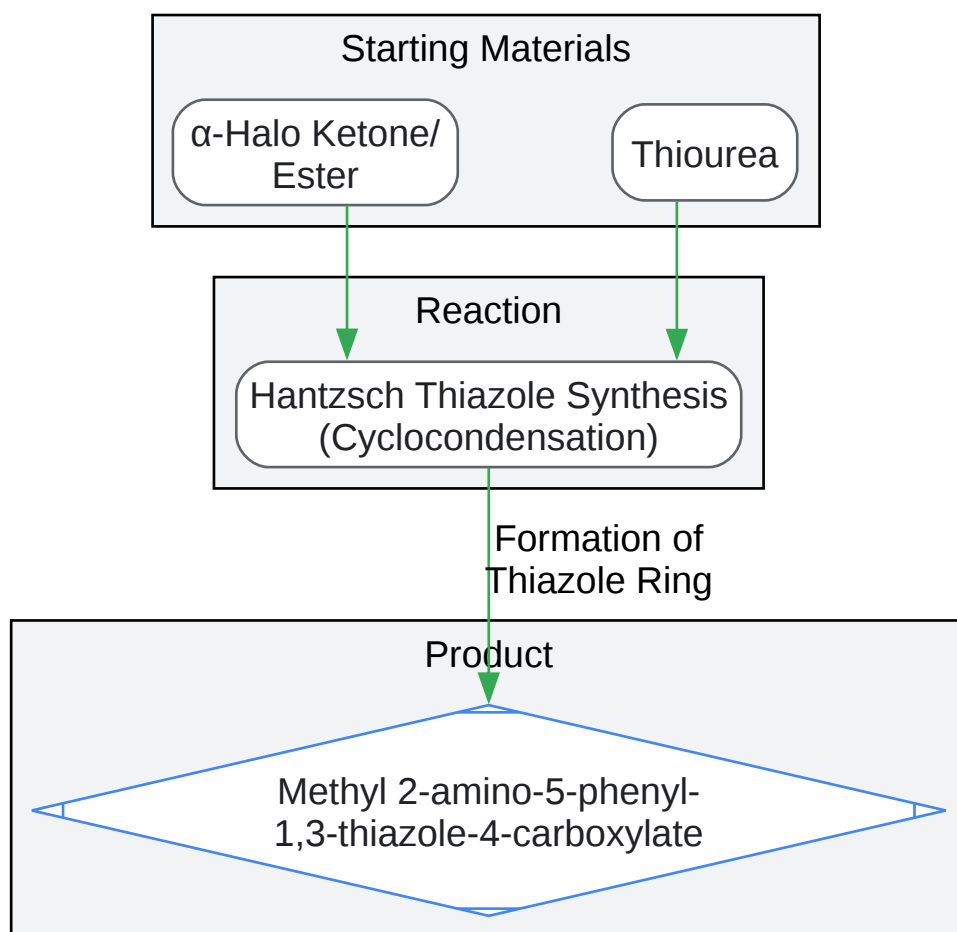 Starting Materials
α-Halo Ketone/
Ester
Thiourea
Reaction
Hantzsch Thiazole Synthesis
(Cyclocondensation)
Formation of
Thiazole Ring
Product
Methyl 2-amino-5-phenyl-
1,3-thiazole-4-carboxylate